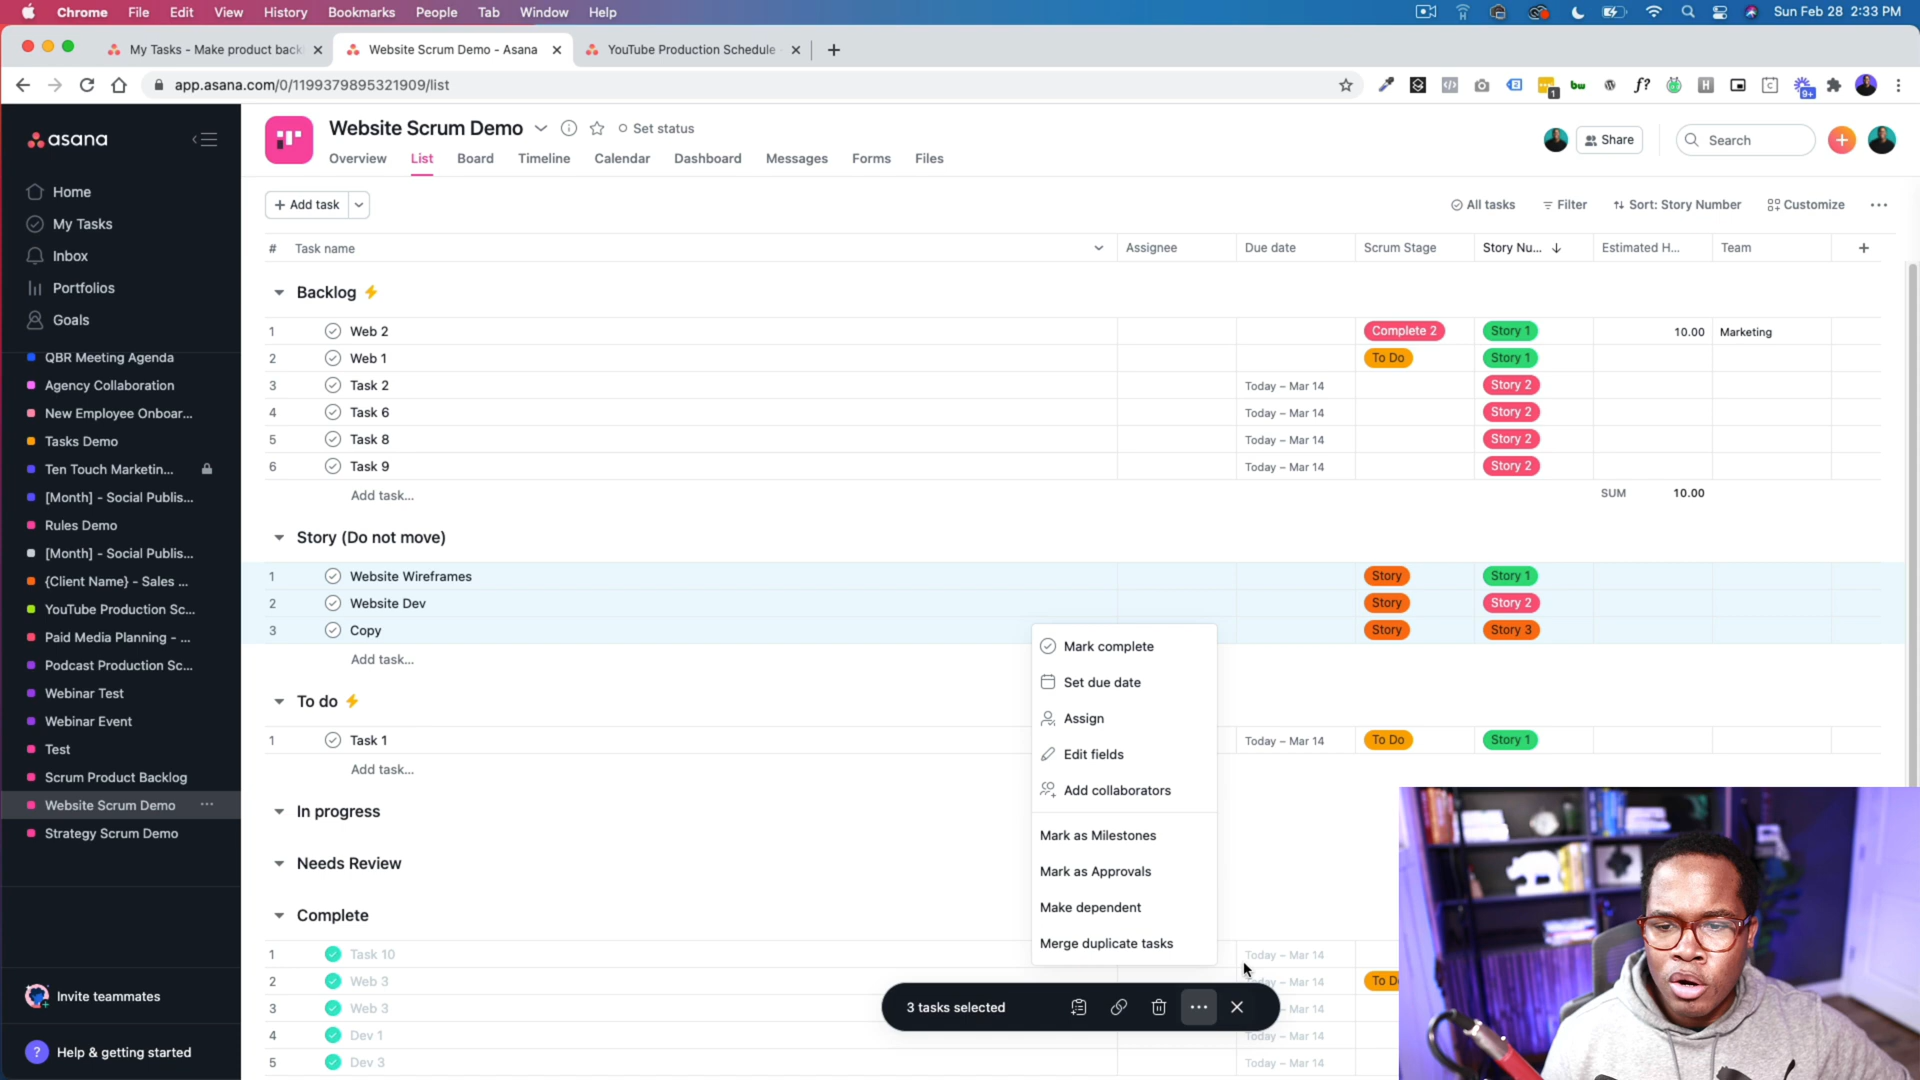 Chrome File Edit View History Bookmarks People Tab Window Help
Sun Feb 28 2:33 PM
My Tasks - Make product back
Website Scrum Demo - Asana
YouTube Production Schedule
app.asana.com/0/1199379895321909/list
1
bw
f?
H
C
9+
asana
Home
My Tasks
Inbox
Portfolios
Goals
QBR Meeting Agenda
Agency Collaboration
New Employee Onboar...
Tasks Demo
Ten Touch Marketin...
[Month] - Social Publis...
Rules Demo
[Month] - Social Publis...
{Client Name} - Sales ...
YouTube Production Sc...
Paid Media Planning - ...
Podcast Production Sc...
Webinar Test
Webinar Event
Test
Scrum Product Backlog
Website Scrum Demo ...
Strategy Scrum Demo
Invite teammates
? Help & getting started
Website Scrum Demo
Set status
Share
Search
Overview List Board Timeline Calendar Dashboard Messages Forms Files
+ Add task
All tasks Filter Sort: Story Number Customize
# Task name Assignee Due date Scrum Stage Story Nu... Estimated H... Team
Backlog
1 Web 2 Complete 2 Story 1 10.00 Marketing
2 Web 1 To Do Story 1
3 Task 2 Today – Mar 14 Story 2
4 Task 6 Today – Mar 14 Story 2
5 Task 8 Today – Mar 14 Story 2
6 Task 9 Today – Mar 14 Story 2
Add task... SUM 10.00
Story (Do not move)
1 Website Wireframes Story Story 1
2 Website Dev Story Story 2
3 Copy Story Story 3
Add task...
To do
1 Task 1 Today – Mar 14 To Do Story 1
Add task...
In progress
Needs Review
Complete
1 Task 10 Today – Mar 14
2 Web 3 – Mar 14 To D
3 Web 3 – Mar 14
4 Dev 1 Today – Mar 14
5 Dev 3 Today – Mar 14
Mark complete
Set due date
Assign
Edit fields
Add collaborators
Mark as Milestones
Mark as Approvals
Make dependent
Merge duplicate tasks
3 tasks selected